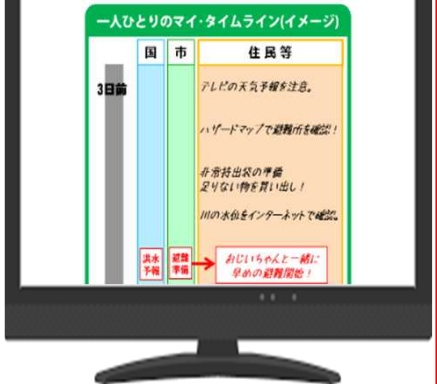 一人ひとりのマイ・タイムライン(イメージ)
国 市 住民等
3日前
テレビの天気予報を注意。
ハザードマップで避難所を確認！
非常持出袋の準備
足りない物を買い出し！
川の水位をインターネットで確認。
洪水
予報
避難
準備
おじいちゃんと一緒に
早めの避難開始！